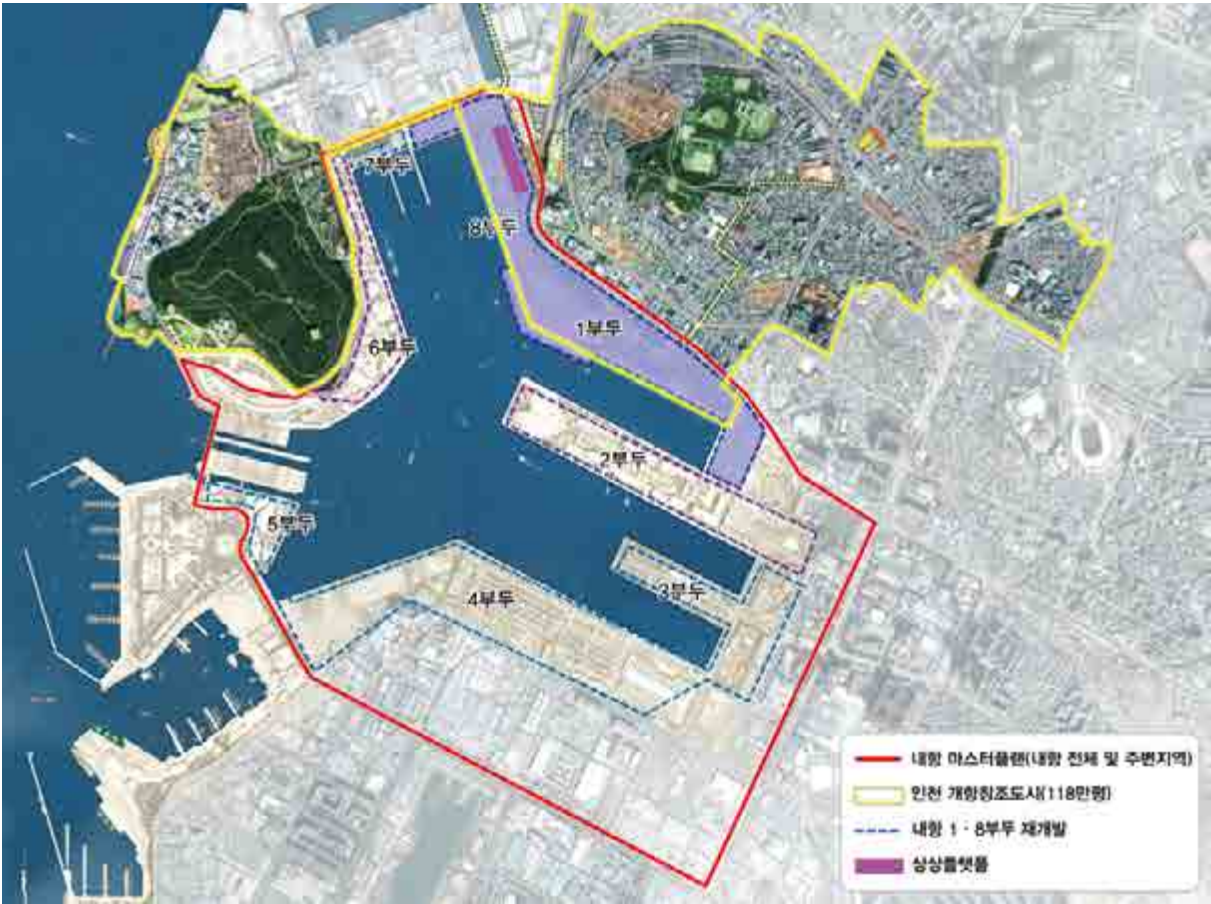 7부두
8부두
1부두
6부두
2부두
5부두
3부두
4부두
내항 마스터플랜(내항 전체 및 주변지역)
인천 개항창조도시(118만평)
내항 1 · 8부두 재개발
상상플랫폼